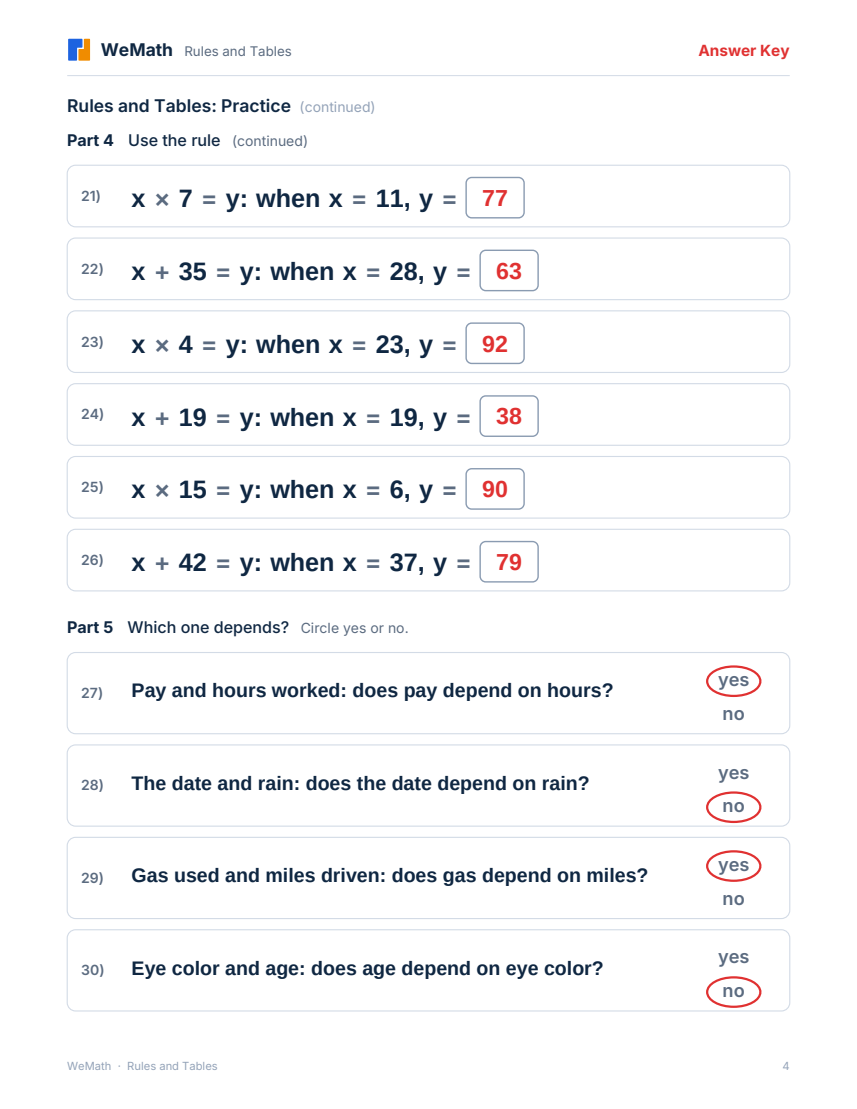 WeMath Rules and Tables Answer Key
Rules and Tables: Practice (continued)
Part 4 Use the rule (continued)
21) x × 7 = y: when x = 11, y = 77
22) x + 35 = y: when x = 28, y = 63
23) x × 4 = y: when x = 23, y = 92
24) x + 19 = y: when x = 19, y = 38
25) x × 15 = y: when x = 6, y = 90
26) x + 42 = y: when x = 37, y = 79
Part 5 Which one depends? Circle yes or no.
27) Pay and hours worked: does pay depend on hours? yes
no
28) The date and rain: does the date depend on rain? yes
no
29) Gas used and miles driven: does gas depend on miles? yes
no
30) Eye color and age: does age depend on eye color? yes
no
WeMath · Rules and Tables 4